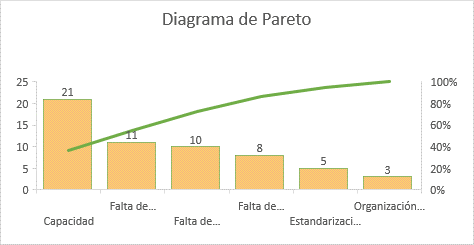 Diagrama de Pareto
25
20
15
10
5
0
100%
80%
60%
40%
20%
0%
21
11
10
8
5
3
Capacidad
Falta de...
Falta de...
Falta de...
Estandarizaci...
Organización...